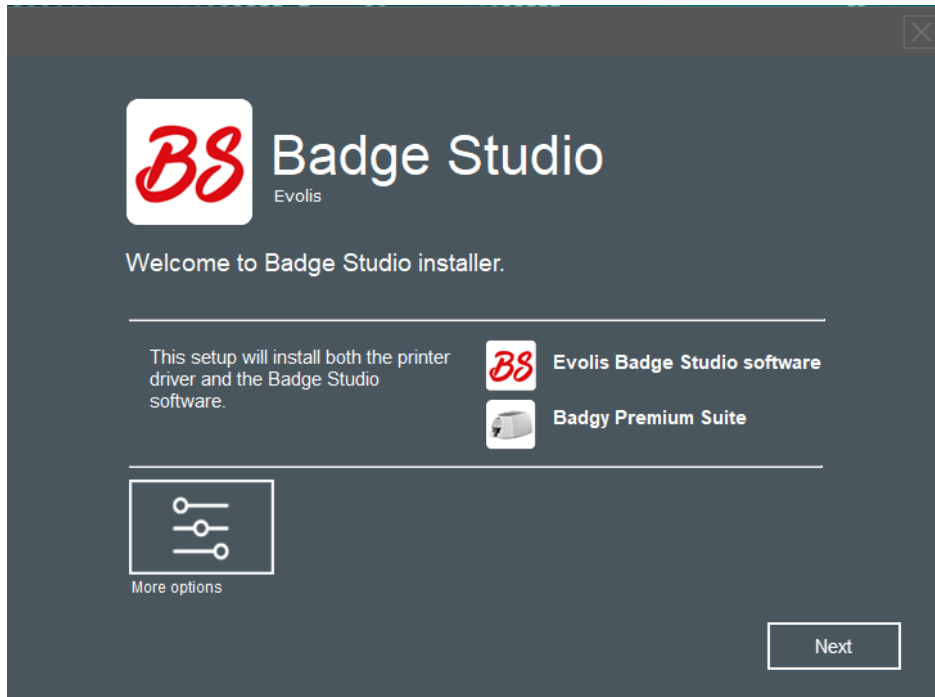 BS
Badge Studio
Evolis
Welcome to Badge Studio installer.
This setup will install both the printer
driver and the Badge Studio
software.
BS
Evolis Badge Studio software
Badgy Premium Suite
More options
Next